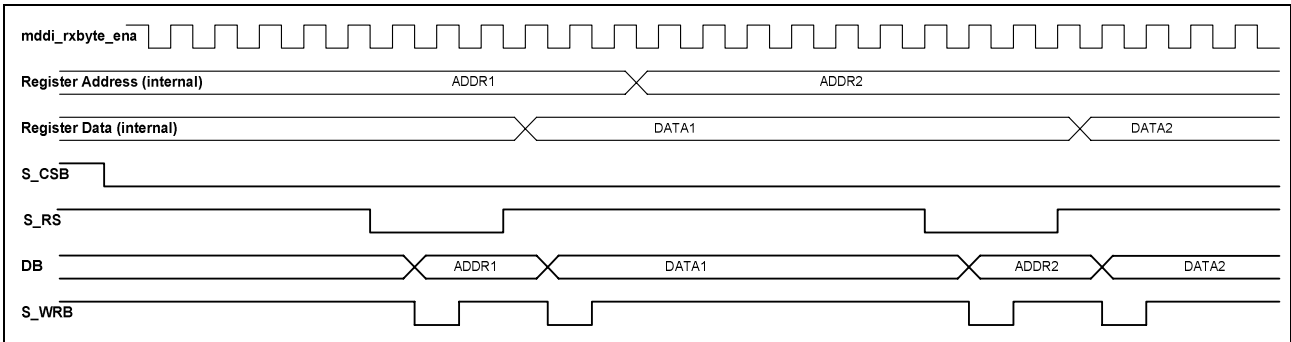 mddi_rxbyte_ena
Register Address (internal) ADDR1 ADDR2
Register Data (internal) DATA1 DATA2
S_CSB
S_RS
DB ADDR1 DATA1 ADDR2 DATA2
S_WRB